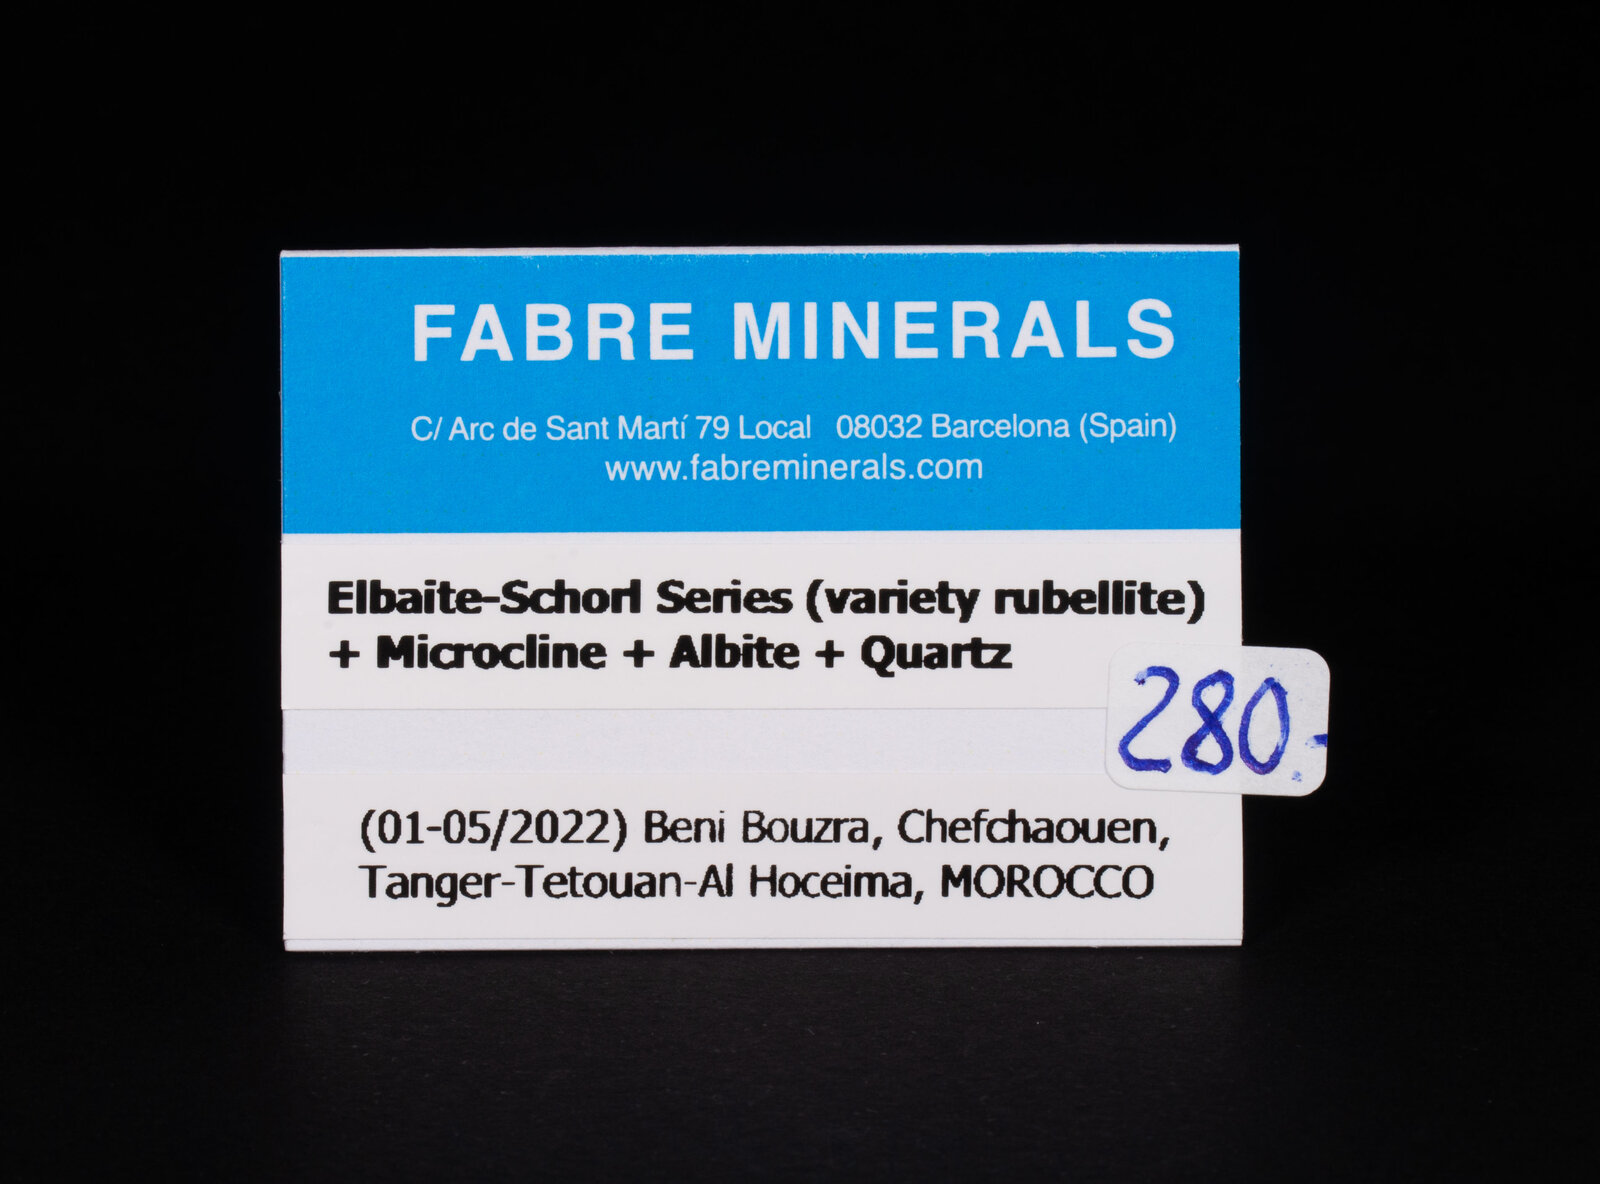 FABRE MINERALS
C/ Arc de Sant Martí 79 Local 08032 Barcelona (Spain)
www.fabreminerals.com
Elbaite-Schorl Series (variety rubellite)
+ Microcline + Albite + Quartz
280.-
(01-05/2022) Beni Bouzra, Chefchaouen,
Tanger-Tetouan-Al Hoceima, MOROCCO